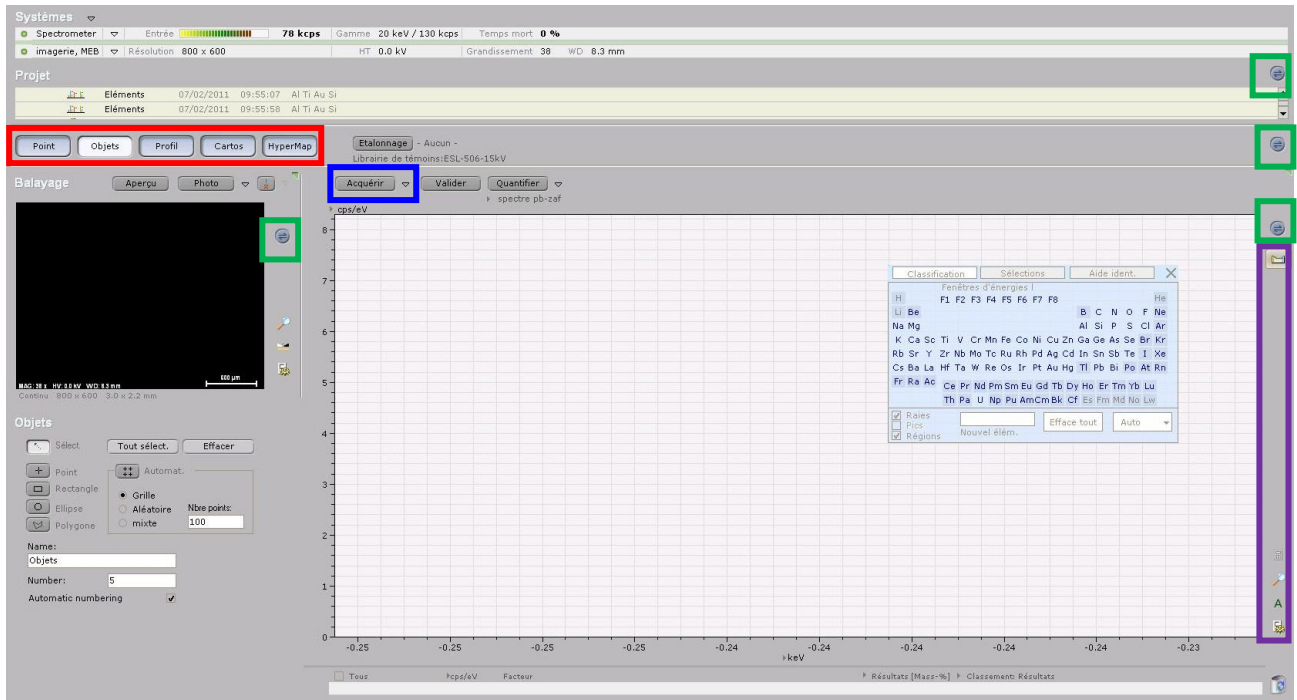 Systèmes
Spectrometer Entrée 78 kcps Gamme 20 keV / 130 kcps Temps mort 0 %
imagerie, MEB Résolution 800 x 600 HT 0.0 kV Grandissement 38 WD 8.3 mm
Projet
Eléments 07/02/2011 09:55:07 Al Ti Au Si
Eléments 07/02/2011 09:55:58 Al Ti Au Si
Point Objets Profil Cartos HyperMap
Etalonnage - Aucun -
Librairie de témoins:ESL-506-15kV
Balayage Aperçu Photo
Acquérir Valider Quantifier
spectre pb-zaf
cps/eV
8
7
6
5
4
3
2
1
0
-0.25 -0.25 -0.25 -0.25 -0.24 -0.24 -0.24 -0.24 -0.24 -0.23
keV
Classification Sélections Aide ident.
Fenêtres d'énergies I
H F1 F2 F3 F4 F5 F6 F7 F8 He
Li Be B C N O F Ne
Na Mg Al Si P S Cl Ar
K Ca Sc Ti V Cr Mn Fe Co Ni Cu Zn Ga Ge As Se Br Kr
Rb Sr Y Zr Nb Mo Tc Ru Rh Pd Ag Cd In Sn Sb Te I Xe
Cs Ba La Hf Ta W Re Os Ir Pt Au Hg Tl Pb Bi Po At Rn
Fr Ra Ac Ce Pr Nd Pm Sm Eu Gd Tb Dy Ho Er Tm Yb Lu
Th Pa U Np Pu Am Cm Bk Cf Es Fm Md No Lw
Raies
Pics
Régions
Nouvel élém.
Efface tout Auto
A
600 µm
MAG: 38 x HV: 0.0 kV WD: 8.3 mm
Continu 800 x 600 3.0 x 2.2 mm
Objets
Sélect. Tout sélect. Effacer
Point
Rectangle
Ellipse
Polygone
Automat.
Grille
Aléatoire
mixte
Nbre points:
100
Name:
Objets
Number: 5
Automatic numbering
Tous cps/eV Facteur Résultats [Mass-%] Classement: Résultats